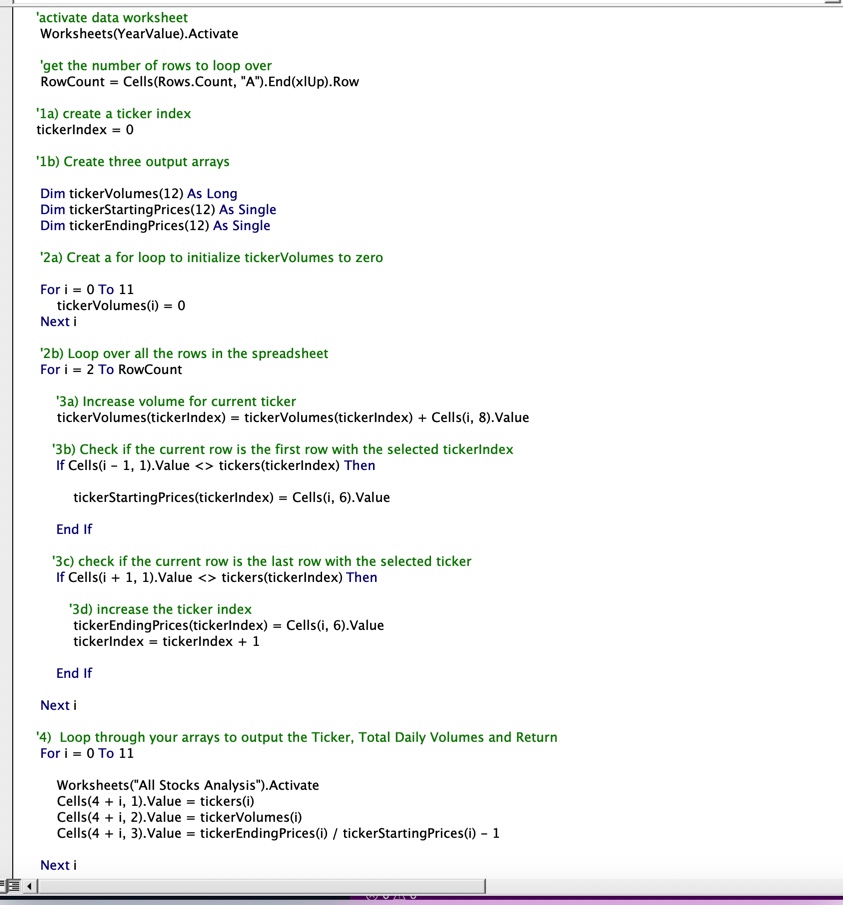 'activate data worksheet
Worksheets(YearValue).Activate
'get the number of rows to loop over
RowCount = Cells(Rows.Count, "A").End(xlUp).Row
'1a) create a ticker index
tickerIndex = 0
'1b) Create three output arrays
Dim tickerVolumes(12) As Long
Dim tickerStartingPrices(12) As Single
Dim tickerEndingPrices(12) As Single
'2a) Creat a for loop to initialize tickerVolumes to zero
For i = 0 To 11
tickerVolumes(i) = 0
Next i
'2b) Loop over all the rows in the spreadsheet
For i = 2 To RowCount
'3a) Increase volume for current ticker
tickerVolumes(tickerIndex) = tickerVolumes(tickerIndex) + Cells(i, 8).Value
'3b) Check if the current row is the first row with the selected tickerIndex
If Cells(i - 1, 1).Value <> tickers(tickerIndex) Then
tickerStartingPrices(tickerIndex) = Cells(i, 6).Value
End If
'3c) check if the current row is the last row with the selected ticker
If Cells(i + 1, 1).Value <> tickers(tickerIndex) Then
'3d) increase the ticker index
tickerEndingPrices(tickerIndex) = Cells(i, 6).Value
tickerIndex = tickerIndex + 1
End If
Next i
'4)  Loop through your arrays to output the Ticker, Total Daily Volumes and Return
For i = 0 To 11
Worksheets("All Stocks Analysis").Activate
Cells(4 + i, 1).Value = tickers(i)
Cells(4 + i, 2).Value = tickerVolumes(i)
Cells(4 + i, 3).Value = tickerEndingPrices(i) / tickerStartingPrices(i) - 1
Next i